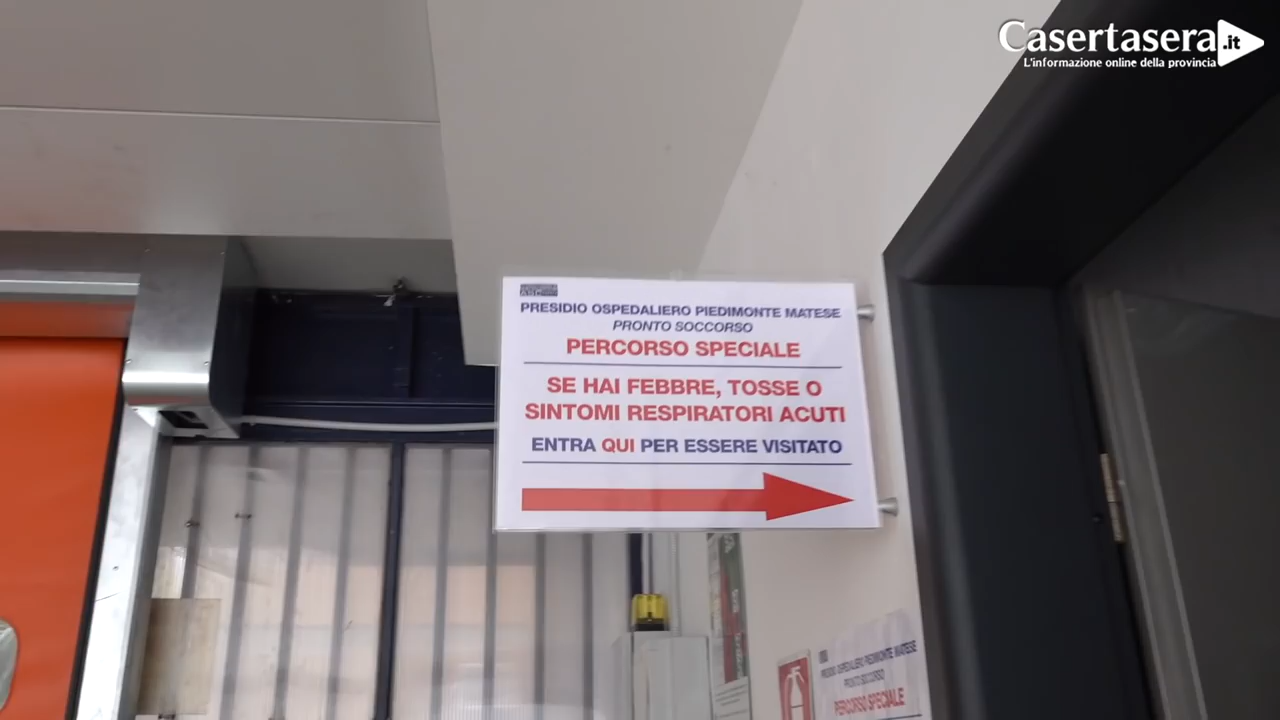 Casertasera.it
L'informazione online della provincia
PRESIDIO OSPEDALIERO PIEDIMONTE MATESE
PRONTO SOCCORSO
PERCORSO SPECIALE
SE HAI FEBBRE, TOSSE O
SINTOMI RESPIRATORI ACUTI
ENTRA QUI PER ESSERE VISITATO
PRESIDIO OSPEDALIERO PIEDIMONTE MATESE
PRONTO SOCCORSO
PERCORSO SPECIALE